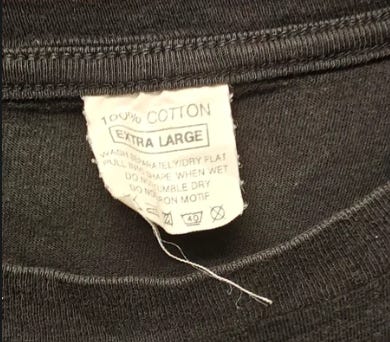 100% COTTON
EXTRA LARGE
WASH SEPARATELY/DRY FLAT
PULL INTO SHAPE WHEN WET
DO NOT TUMBLE DRY
DO NOT IRON MOTIF
40